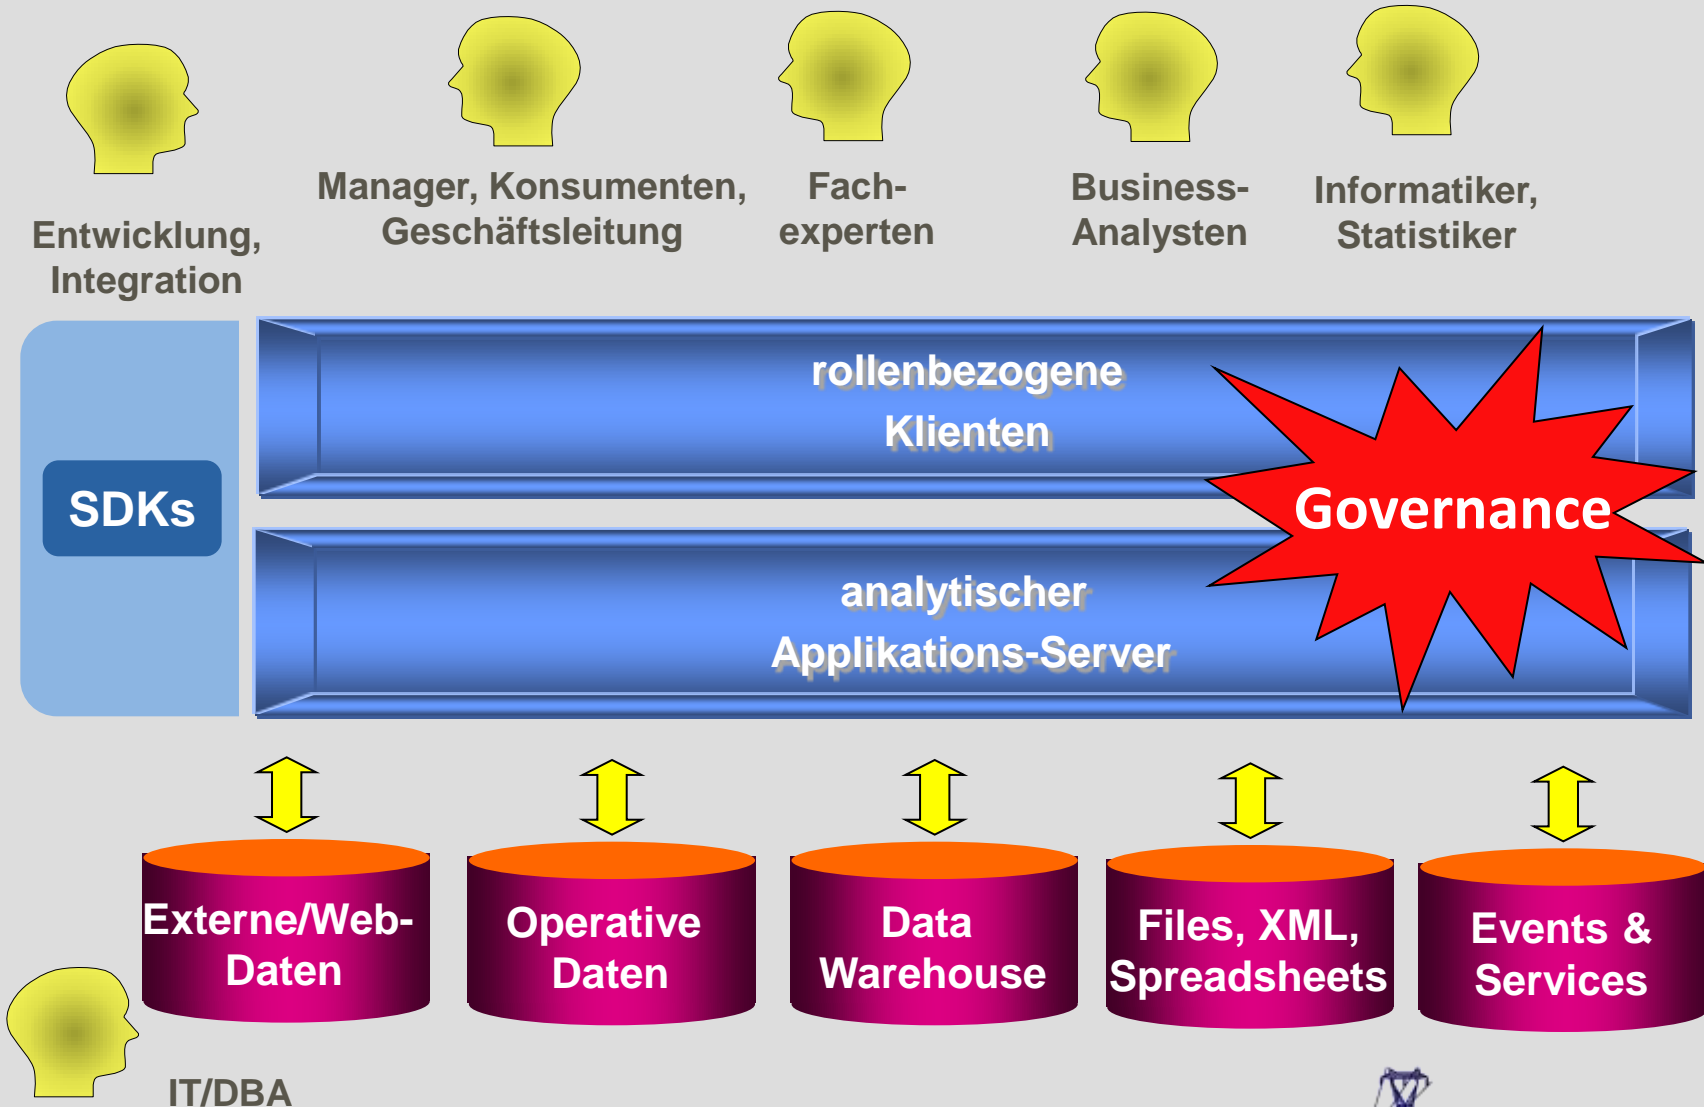 Entwicklung,
Integration
Manager, Konsumenten,
Geschäftsleitung
Fach-
experten
Business-
Analysten
Informatiker,
Statistiker
SDKs
rollenbezogene
Klienten
Governance
analytischer
Applikations-Server
Externe/Web-
Daten
Operative
Daten
Data
Warehouse
Files, XML,
Spreadsheets
Events &
Services
IT/DBA